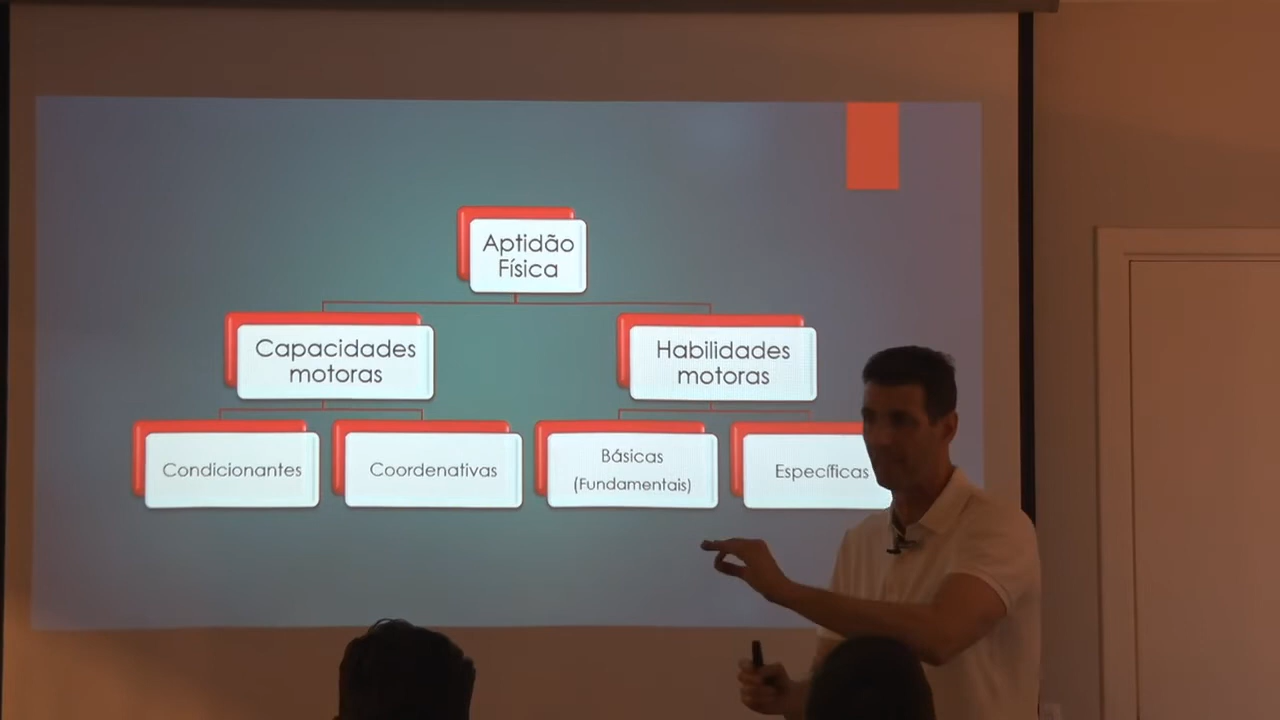 Aptidão
Física
Capacidades
motoras
Habilidades
motoras
Condicionantes
Coordenativas
Básicas
(Fundamentais)
Específicas